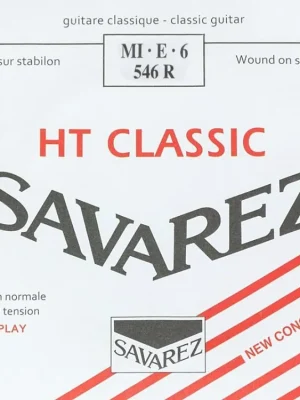 guitare classique - classic guitar
MI · E · 6
546 R
sur stabilon
Wound on s
HT CLASSIC
SAVAREZ
n normale
tension
PLAY
SAVAREZ
NEW CONC